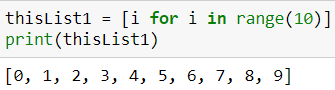 thisList1 = [i for i in range(10)]
print(thisList1)
[0, 1, 2, 3, 4, 5, 6, 7, 8, 9]